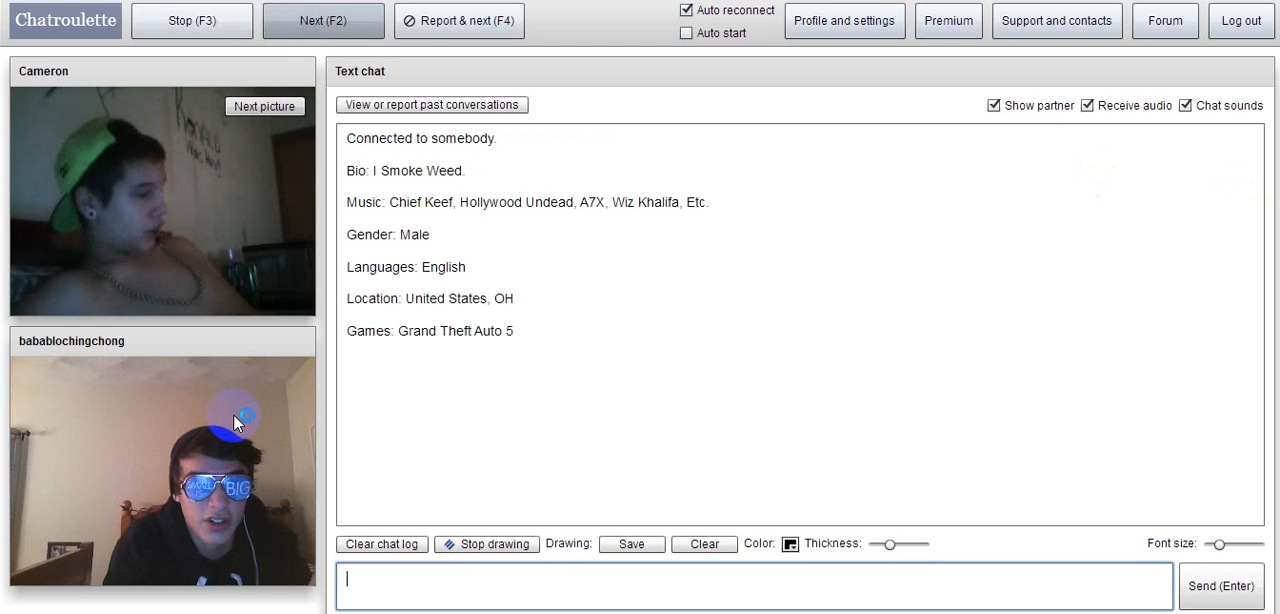 Chatroulette
Stop (F3)
Next (F2)
Report & next (F4)
Auto reconnect
Auto start
Profile and settings
Premium
Support and contacts
Forum
Log out
Cameron
Next picture
RONALD
babablochingchong
SMALL IS BIG
Text chat
View or report past conversations
Show partner
Receive audio
Chat sounds
Connected to somebody.
Bio: I Smoke Weed.
Music: Chief Keef, Hollywood Undead, A7X, Wiz Khalifa, Etc.
Gender: Male
Languages: English
Location: United States, OH
Games: Grand Theft Auto 5
Clear chat log
Stop drawing
Drawing:
Save
Clear
Color:
Thickness:
Font size:
Send (Enter)